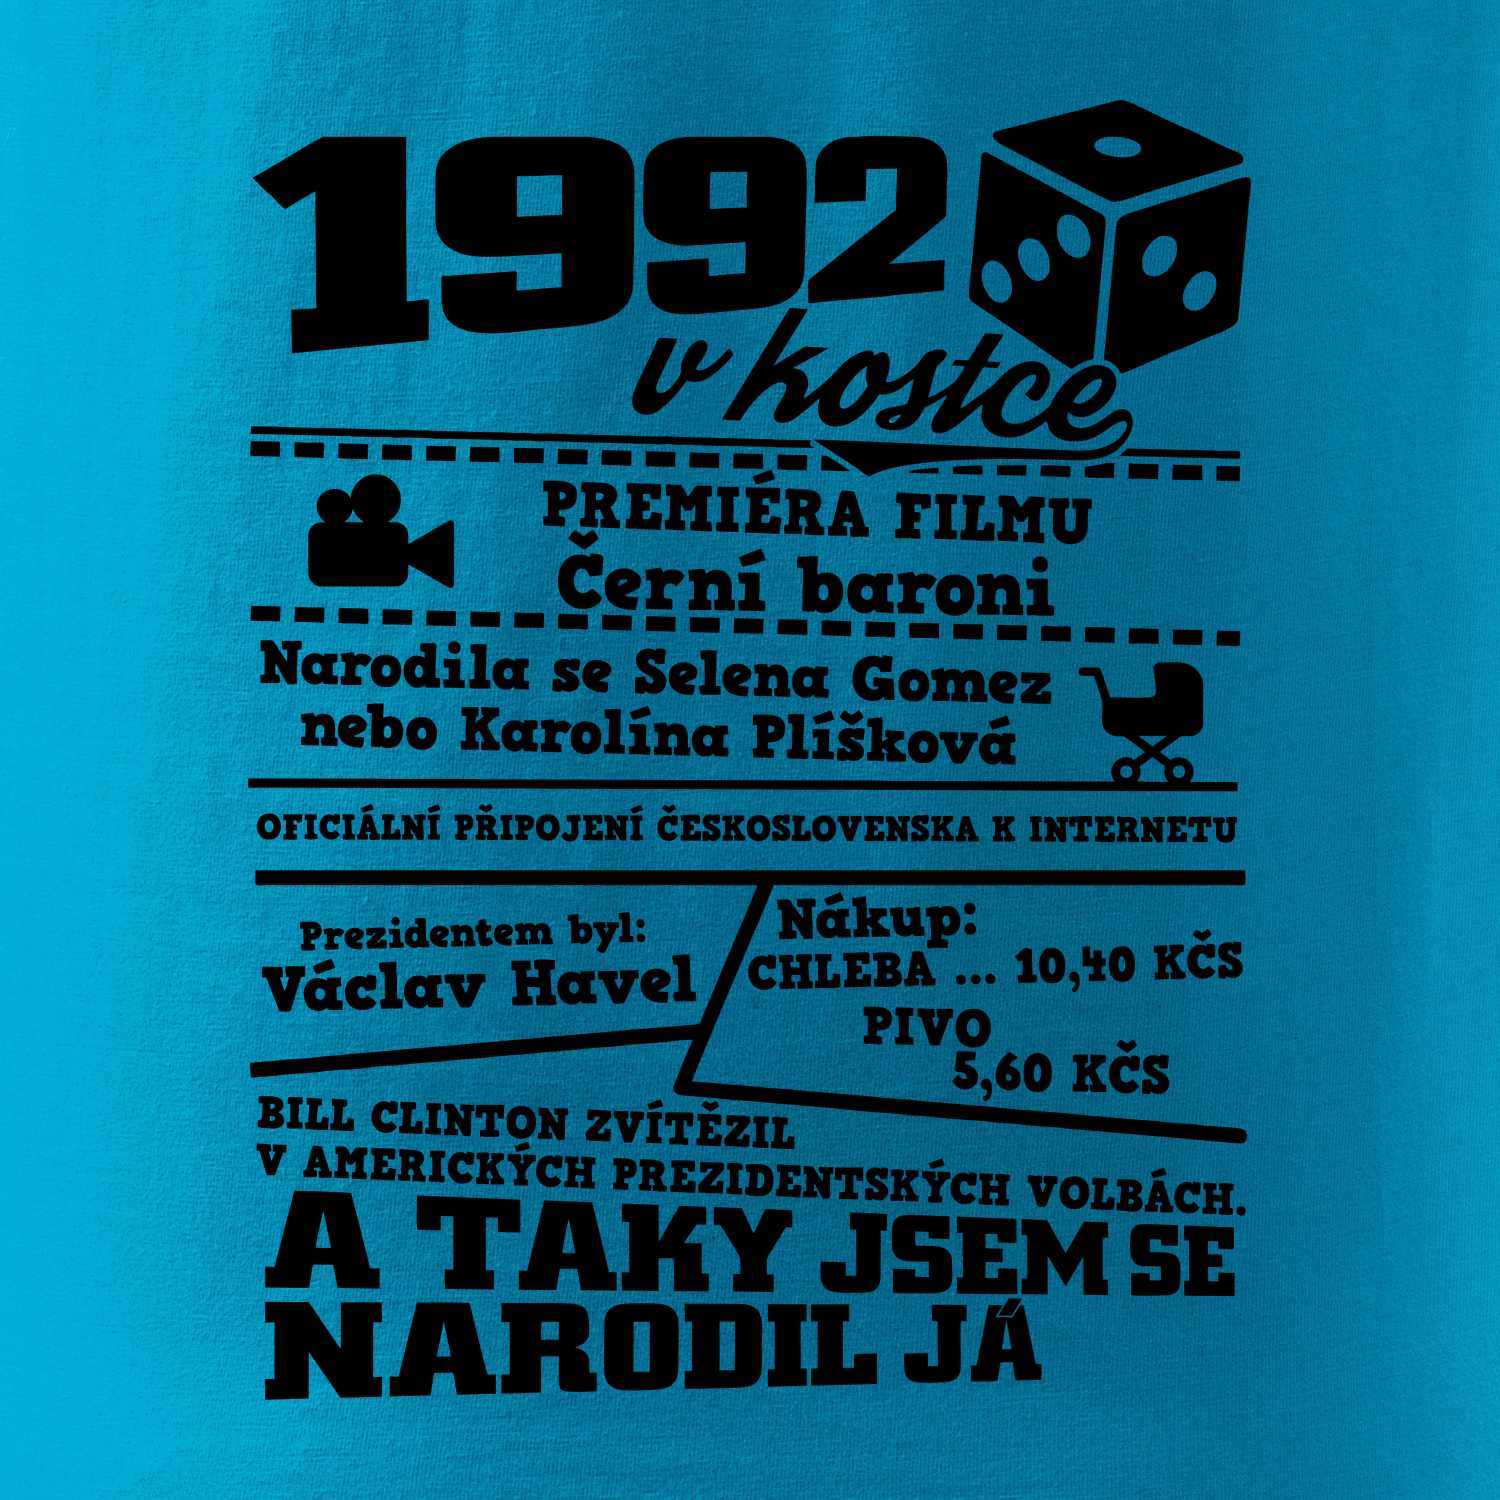 1992
v kostce
PREMIÉRA FILMU
Černí baroni
Narodila se Selena Gomez
nebo Karolína Plíšková
OFICIÁLNÍ PŘIPOJENÍ ČESKOSLOVENSKA K INTERNETU
Prezidentem byl:
Václav Havel
Nákup:
CHLEBA ... 10,40 KČS
PIVO
5,60 KČS
BILL CLINTON ZVÍTĚZIL
V AMERICKÝCH PREZIDENTSKÝCH VOLBÁCH.
A TAKY JSEM SE
NARODIL JÁ